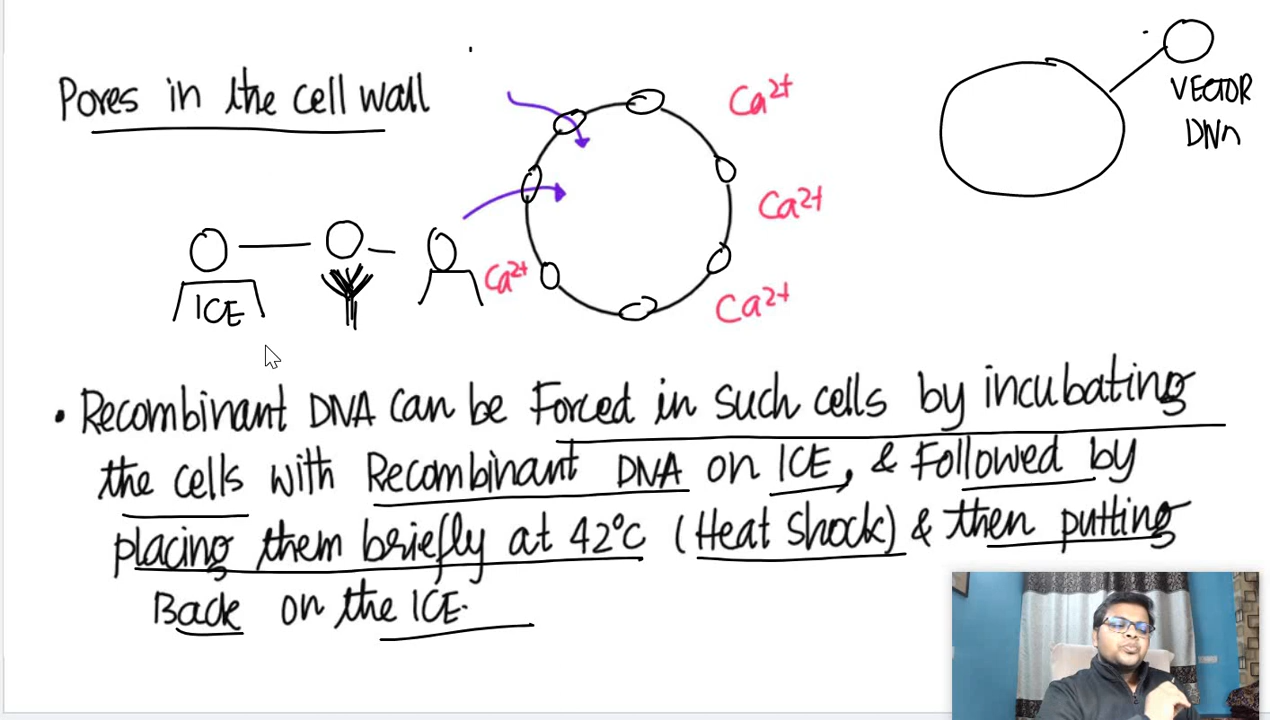 Pores in the cell wall
Ca2+
VECTOR
DNA
Ca2+
Ca2+
Ca2+
ICE
• Recombinant DNA can be Forced in such cells by incubating
the cells with Recombinant DNA on ICE, & Followed by
placing them briefly at 42°C (Heat Shock) & then putting
Back on the ICE.